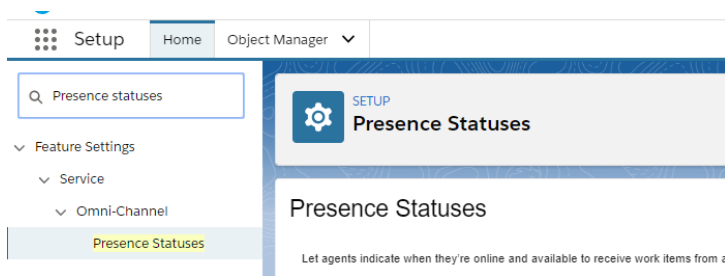 Setup
Home
Object Manager
Presence statuses
Feature Settings
Service
Omni-Channel
Presence Statuses
SETUP
Presence Statuses
Presence Statuses
Let agents indicate when they're online and available to receive work items from a